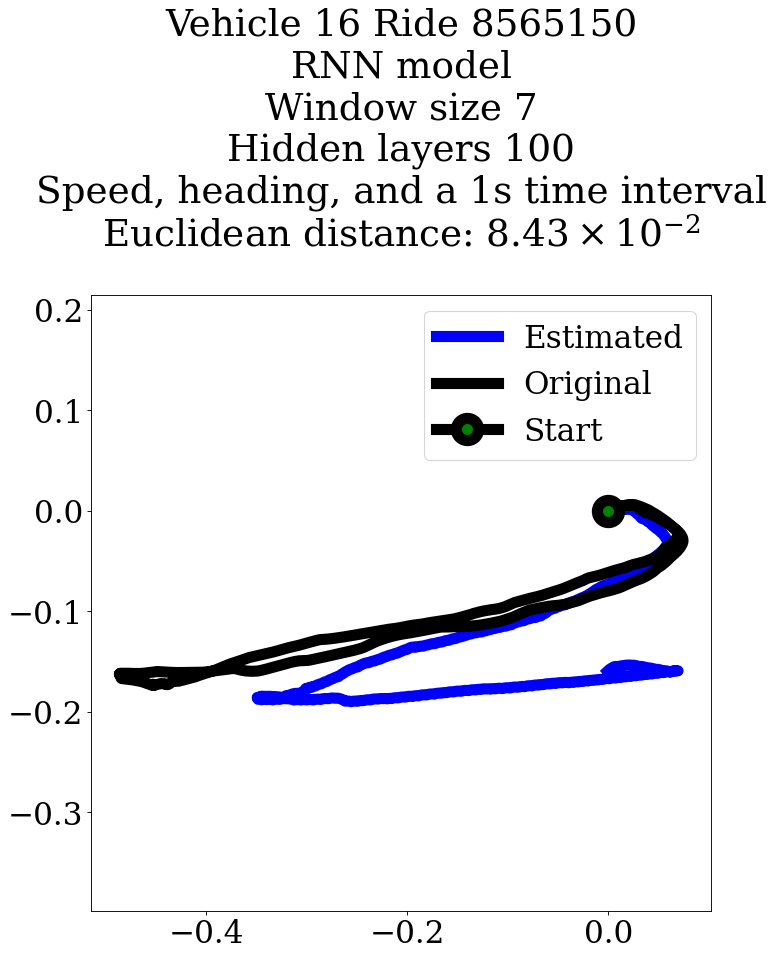 Vehicle 16 Ride 8565150
RNN model
Window size 7
Hidden layers 100
Speed, heading, and a 1s time interval
Euclidean distance: 8.43 × 10⁻²
Estimated
Original
Start
0.2
0.1
0.0
−0.1
−0.2
−0.3
−0.4
−0.2
0.0